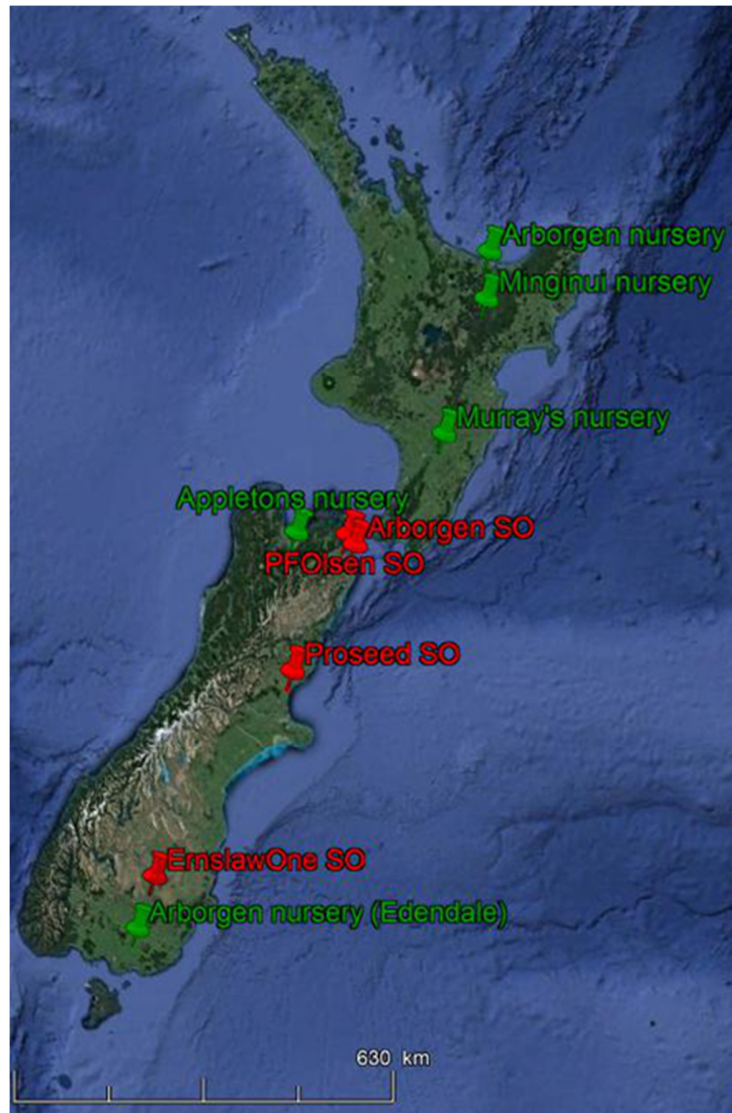 Arborgen nursery
Minginui nursery
Murray's nursery
Appletons nursery
Arborgen SO
PFOlsen SO
Proseed SO
ErnslawOne SO
Arborgen nursery (Edendale)
630 km